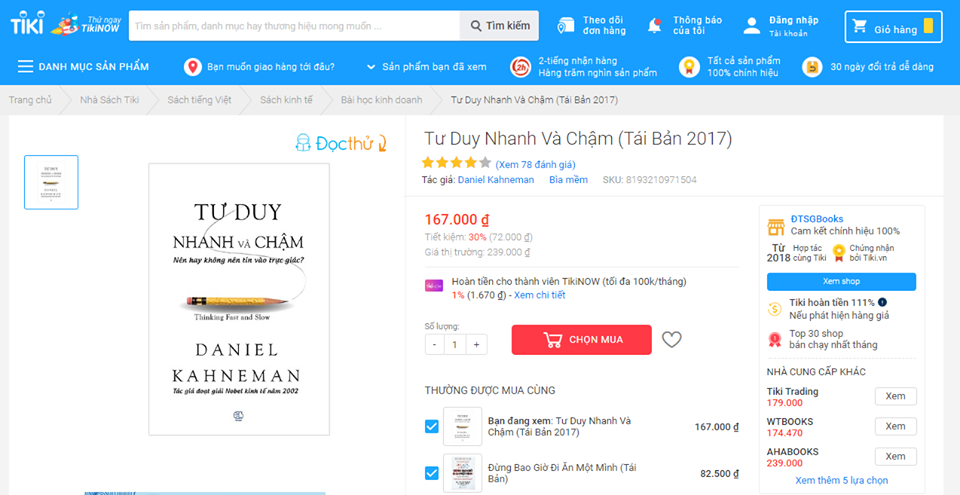 TIKI
Thử ngay
TikiNOW
Tìm sản phẩm, danh mục hay thương hiệu mong muốn ...
Tìm kiếm
Theo dõi
đơn hàng
Thông báo
của tôi
Đăng nhập
Tài khoản
Giỏ hàng
DANH MỤC SẢN PHẨM
Bạn muốn giao hàng tới đâu?
Sản phẩm bạn đã xem
2h
2-tiếng nhận hàng
Hàng trăm nghìn sản phẩm
Tất cả sản phẩm
100% chính hiệu
30 ngày đổi trả dễ dàng
Trang chủ
Nhà Sách Tiki
Sách tiếng Việt
Sách kinh tế
Bài học kinh doanh
Tư Duy Nhanh Và Chậm (Tái Bản 2017)
Đọc thử
TƯ DUY
NHANH VÀ CHẬM
Nên hay không nên tin vào trực giác?
Thinking Fast and Slow
DANIEL
KAHNEMAN
Tác giả đoạt giải Nobel kinh tế năm 2002
Tư Duy Nhanh Và Chậm (Tái Bản 2017)
(Xem 78 đánh giá)
Tác giả: Daniel Kahneman Bìa mềm SKU: 8193210971504
167.000 ₫
Tiết kiệm: 30% (72.000 ₫)
Giá thị trường: 239.000 ₫
Hoàn tiền cho thành viên TikiNOW (tối đa 100k/tháng)
1% (1.670 ₫) - Xem chi tiết
Số lượng:
- 1 +
CHỌN MUA
THƯỜNG ĐƯỢC MUA CÙNG
Bạn đang xem: Tư Duy Nhanh Và
Chậm (Tái Bản 2017)
167.000 ₫
Đừng Bao Giờ Đi Ăn Một Mình (Tái
Bản)
82.500 ₫
ĐTSGBooks
Cam kết chính hiệu 100%
Từ
2018
Hợp tác
cùng Tiki
Chứng nhận
bởi Tiki.vn
Xem shop
Tiki hoàn tiền 111%
Nếu phát hiện hàng giả
Top 30 shop
bán chạy nhất tháng
NHÀ CUNG CẤP KHÁC
Tiki Trading
179.000
Xem
WTBOOKS
174.470
Xem
AHABOOKS
239.000
Xem
Xem thêm 5 lựa chọn